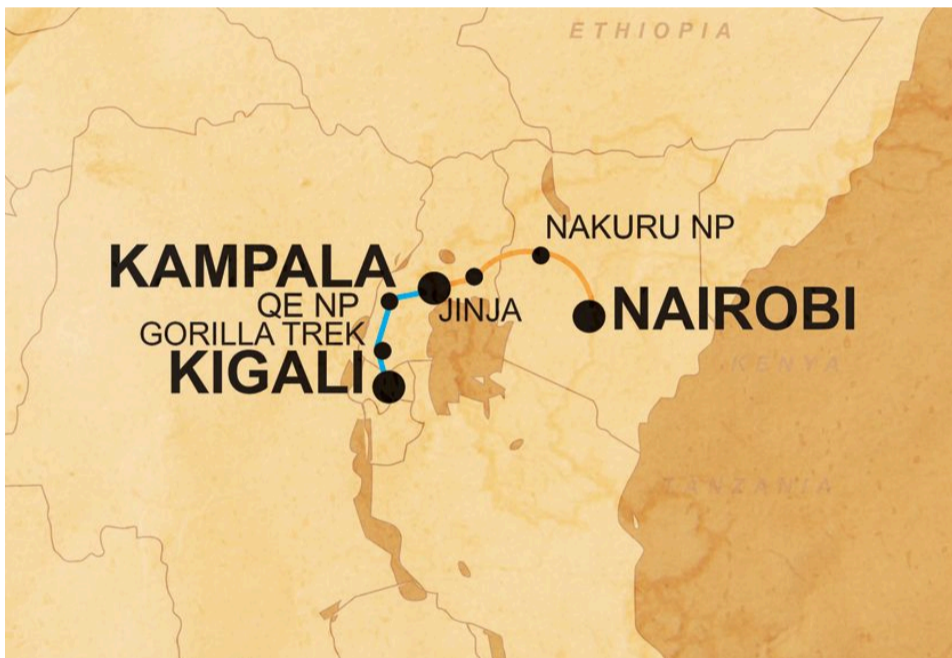 ETHIOPIA
NAKURU NP
KAMPALA
QE NP
JINJA
NAIROBI
GORILLA TREK
KIGALI
KENYA
TANZANIA